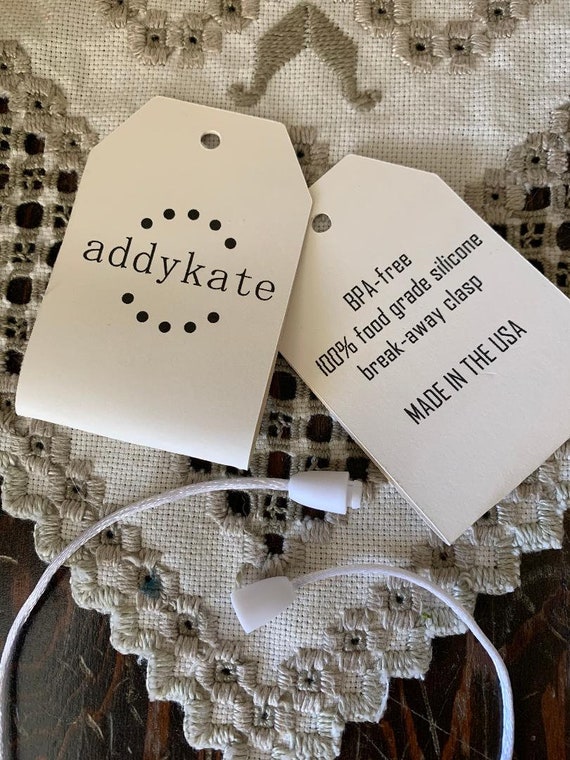 addykate
BPA-free
100% food grade silicone
break-away clasp
MADE IN THE USA